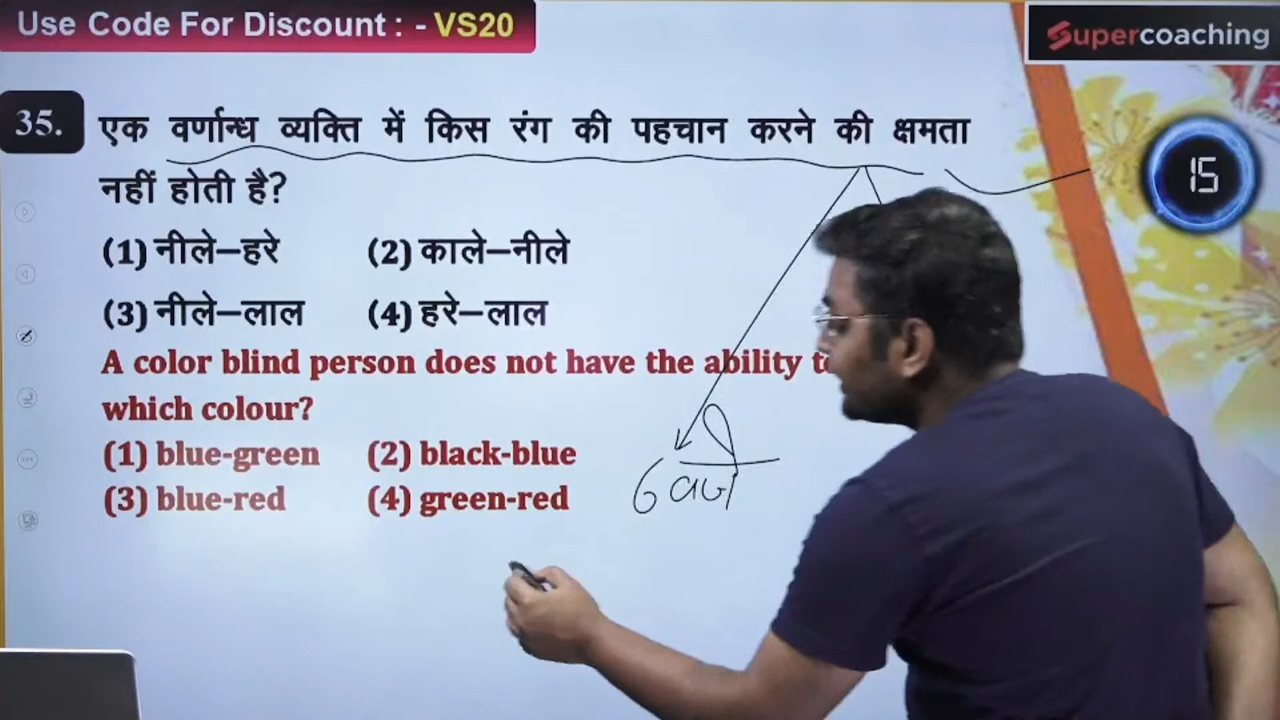 Use Code For Discount : - VS20
Supercoaching
35. एक वर्णान्ध व्यक्ति में किस रंग की पहचान करने की क्षमता
15
नहीं होती है?
(1) नीले–हरे (2) काले–नीले
(3) नीले–लाल (4) हरे–लाल
A color blind person does not have the ability
which colour?
(1) blue-green (2) black-blue
(3) blue-red (4) green-red